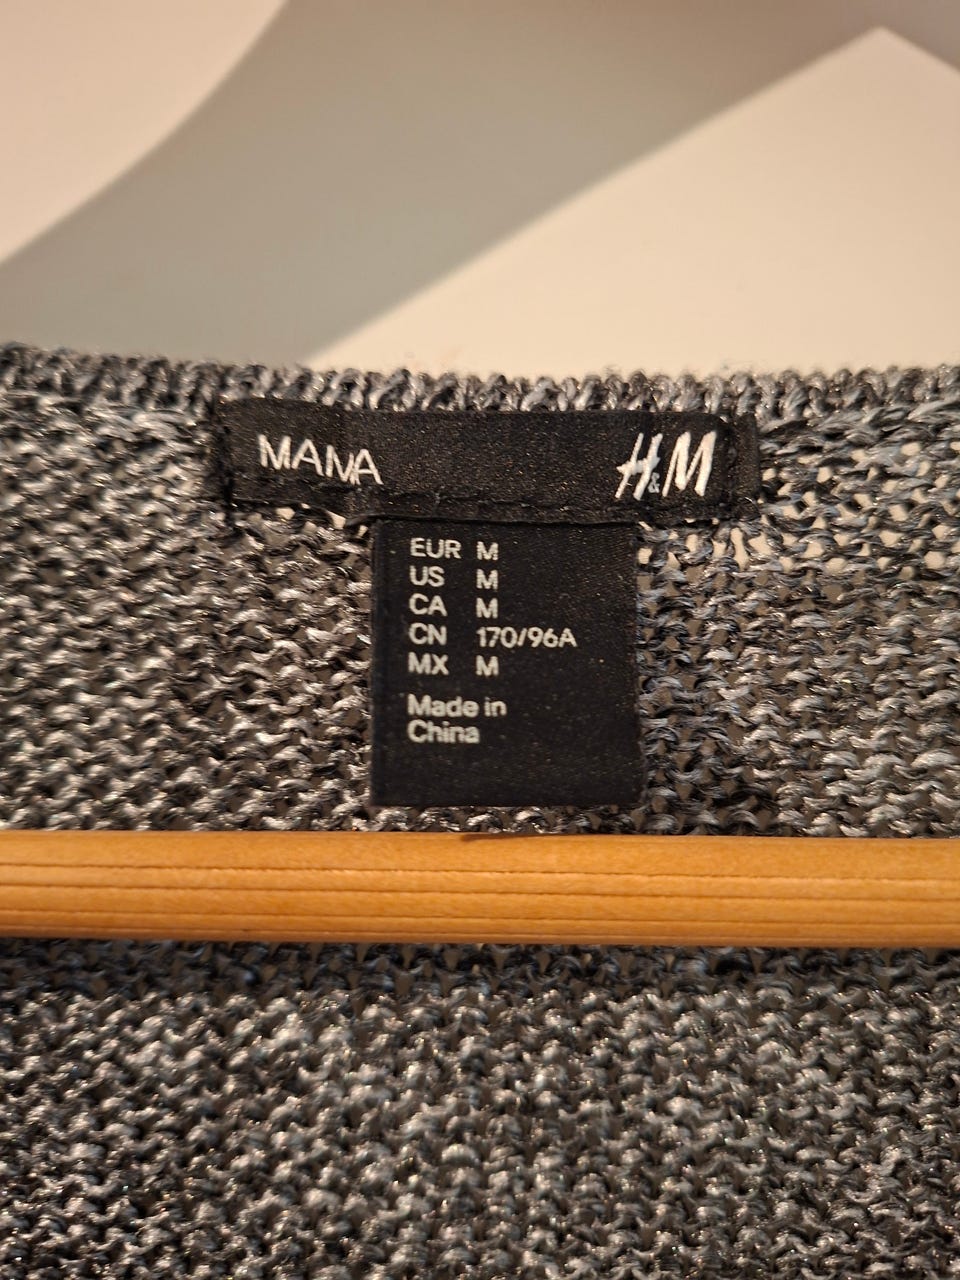 MAMA H&M
EUR M
US M
CA M
CN 170/96A
MX M
Made in
China